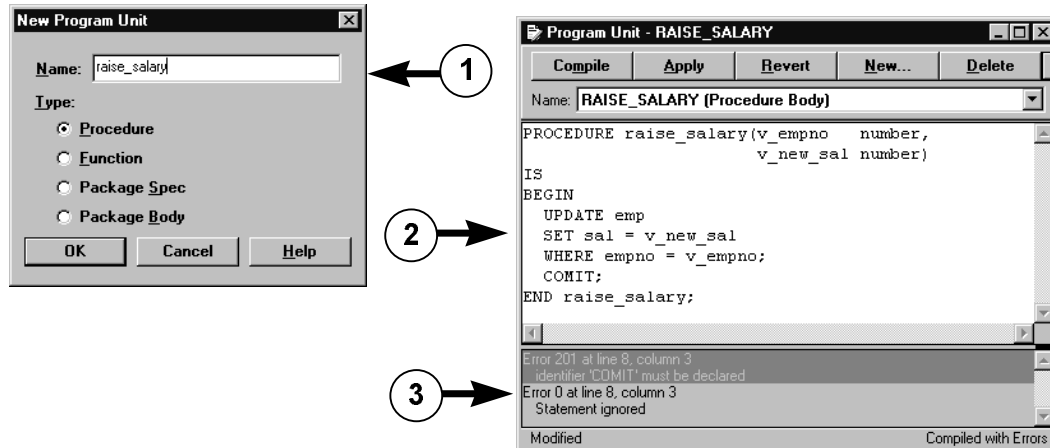 New Program Unit
Name: raise_salary
Type:
Procedure
Function
Package Spec
Package Body
OK Cancel Help
1
Program Unit - RAISE_SALARY
Compile Apply Revert New... Delete
Name: RAISE_SALARY (Procedure Body)
PROCEDURE raise_salary(v_empno number,
v_new_sal number)
IS
BEGIN
UPDATE emp
SET sal = v_new_sal
WHERE empno = v_empno;
COMIT;
END raise_salary;
2
Error 201 at line 8, column 3
identifier 'COMIT' must be declared
Error 0 at line 8, column 3
Statement ignored
3
Modified Compiled with Errors